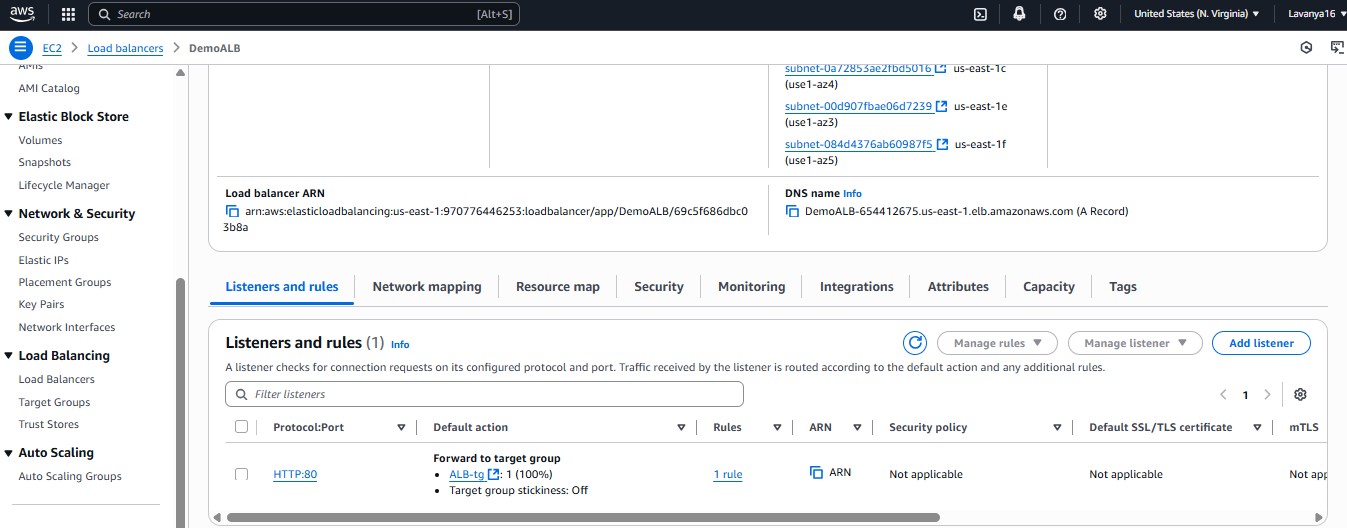 aws
Search [Alt+S]
United States (N. Virginia) Lavanya16
EC2 > Load balancers > DemoALB
AMIs
AMI Catalog
Elastic Block Store
Volumes
Snapshots
Lifecycle Manager
Network & Security
Security Groups
Elastic IPs
Placement Groups
Key Pairs
Network Interfaces
Load Balancing
Load Balancers
Target Groups
Trust Stores
Auto Scaling
Auto Scaling Groups
subnet-0a72853ae2fbd5016 us-east-1c
(use1-az4)
subnet-00d907fbae06d7239 us-east-1e
(use1-az3)
subnet-084d4376ab60987f5 us-east-1f
(use1-az5)
Load balancer ARN
arn:aws:elasticloadbalancing:us-east-1:970776446253:loadbalancer/app/DemoALB/69c5f686dbc0
3b8a
DNS name Info
DemoALB-654412675.us-east-1.elb.amazonaws.com (A Record)
Listeners and rules Network mapping Resource map Security Monitoring Integrations Attributes Capacity Tags
Listeners and rules (1) Info
Manage rules Manage listener Add listener
A listener checks for connection requests on its configured protocol and port. Traffic received by the listener is routed according to the default action and any additional rules.
Filter listeners
1
Protocol:Port Default action Rules ARN Security policy Default SSL/TLS certificate mTLS
HTTP:80
Forward to target group
• ALB-tg : 1 (100%)
• Target group stickiness: Off
1 rule
ARN
Not applicable
Not applicable
Not app